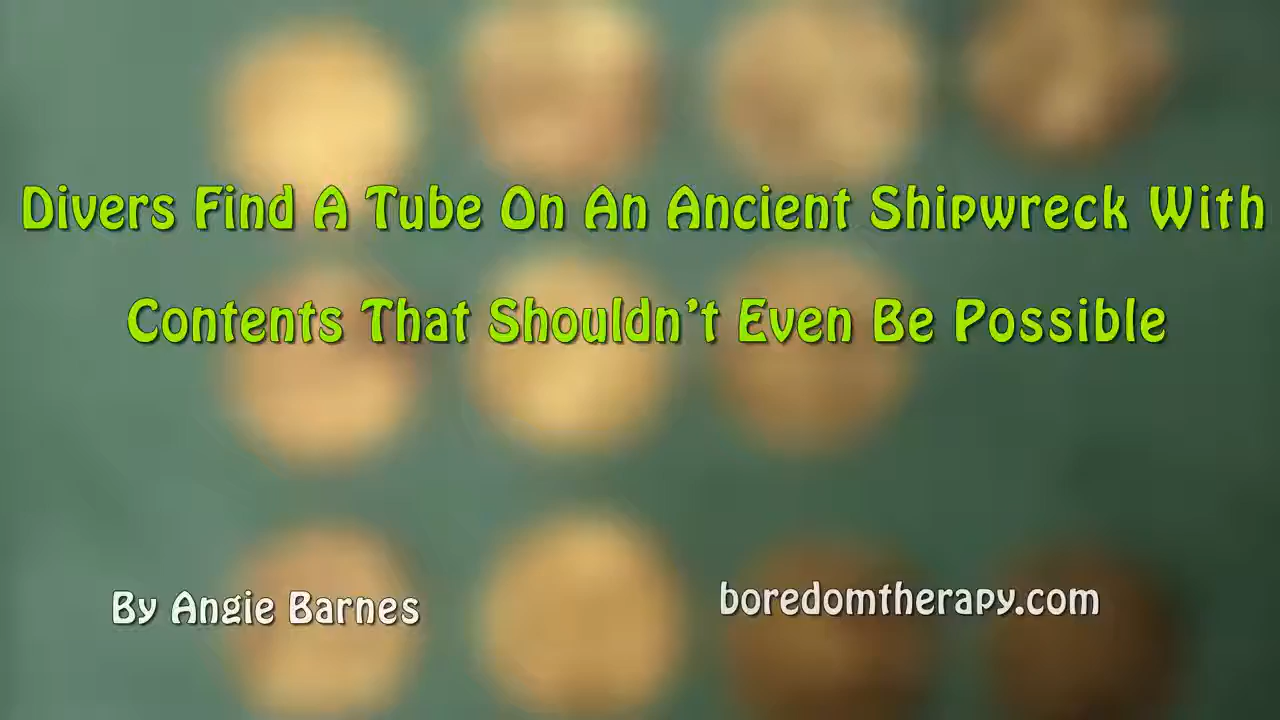 Divers Find A Tube On An Ancient Shipwreck With
Contents That Shouldn't Even Be Possible
By Angie Barnes
boredomtherapy.com